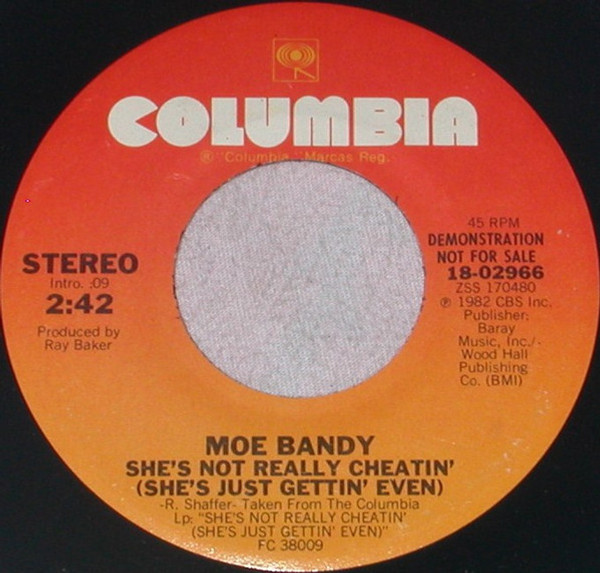 COLUMBIA
® "Columbia," Marcas Reg.
STEREO
Intro. :09
2:42
Produced by
Ray Baker
45 RPM
DEMONSTRATION
NOT FOR SALE
18-02966
ZSS 170480
℗ 1982 CBS Inc.
Publisher:
Baray
Music, Inc./-
Wood Hall
Publishing
Co. (BMI)
MOE BANDY
SHE'S NOT REALLY CHEATIN'
(SHE'S JUST GETTIN' EVEN)
-R. Shaffer- Taken From The Columbia
Lp: "SHE'S NOT REALLY CHEATIN'
(SHE'S JUST GETTIN' EVEN)"
FC 38009